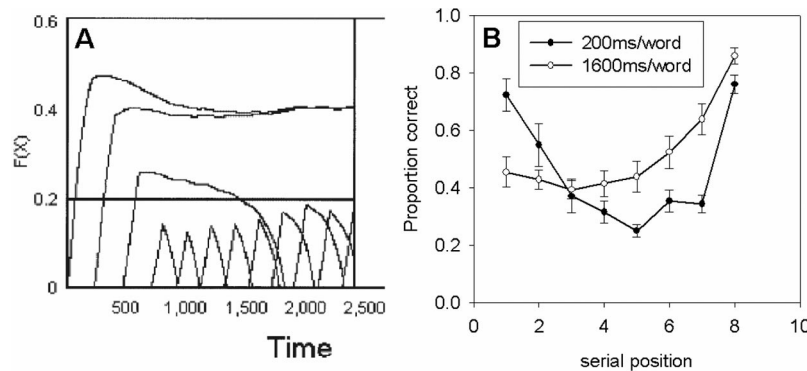 A
0.6
0.4
0.2
0
F(X)
500 1,000 1,500 2,000 2,500
Time
B
200ms/word
1600ms/word
1.0
0.8
0.6
0.4
0.2
0.0
Proportion correct
0 2 4 6 8 10
serial position